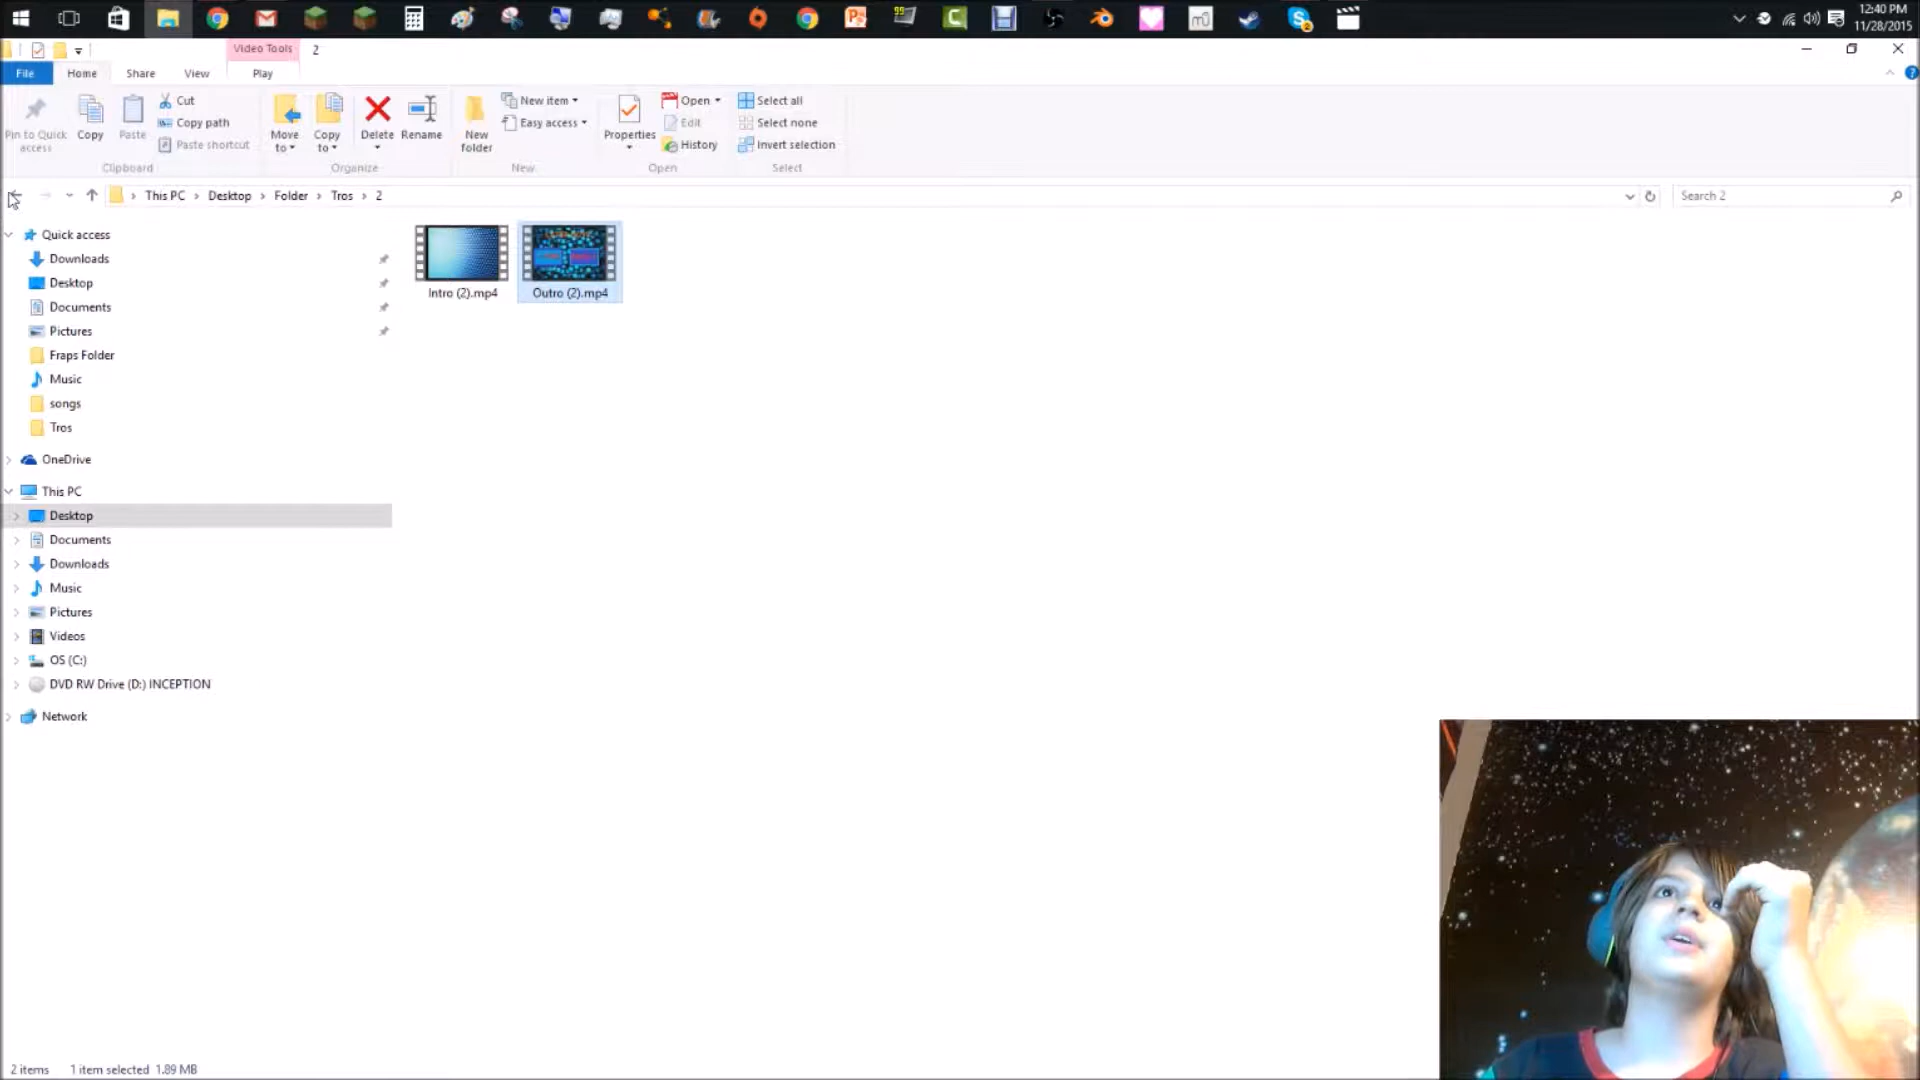 12:40 PM
11/28/2015
Video Tools
2
File
Home
Share
View
Play
Pin to Quick access
Copy
Paste
Cut
Copy path
Paste shortcut
Clipboard
Move to
Copy to
Delete
Rename
Organize
New folder
New item
Easy access
New
Properties
Open
Edit
History
Open
Select all
Select none
Invert selection
Select
This PC > Desktop > Folder > Tros > 2
Search 2
Quick access
Downloads
Desktop
Documents
Pictures
Fraps Folder
Music
songs
Tros
OneDrive
This PC
Desktop
Documents
Downloads
Music
Pictures
Videos
OS (C:)
DVD RW Drive (D:) INCEPTION
Network
Intro (2).mp4
Outro (2).mp4
2 items
1 item selected 1.89 MB